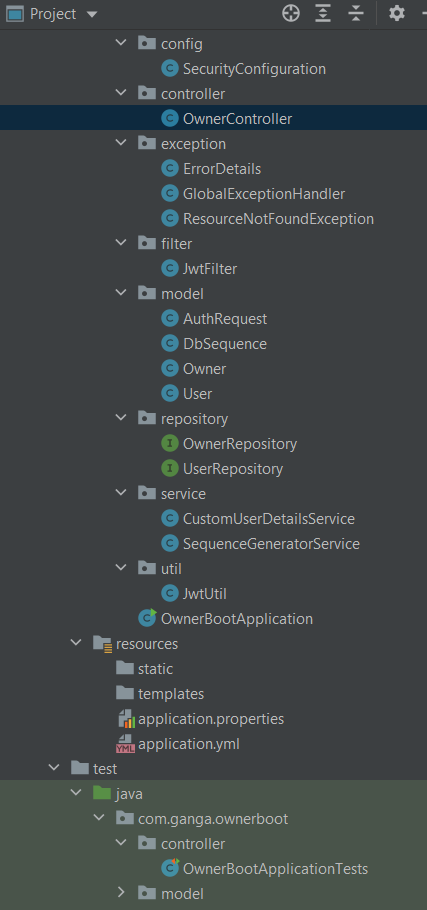 Project
config
SecurityConfiguration
controller
OwnerController
exception
ErrorDetails
GlobalExceptionHandler
ResourceNotFoundException
filter
JwtFilter
model
AuthRequest
DbSequence
Owner
User
repository
OwnerRepository
UserRepository
service
CustomUserDetailsService
SequenceGeneratorService
util
JwtUtil
OwnerBootApplication
resources
static
templates
application.properties
application.yml
test
java
com.ganga.ownerboot
controller
OwnerBootApplicationTests
model